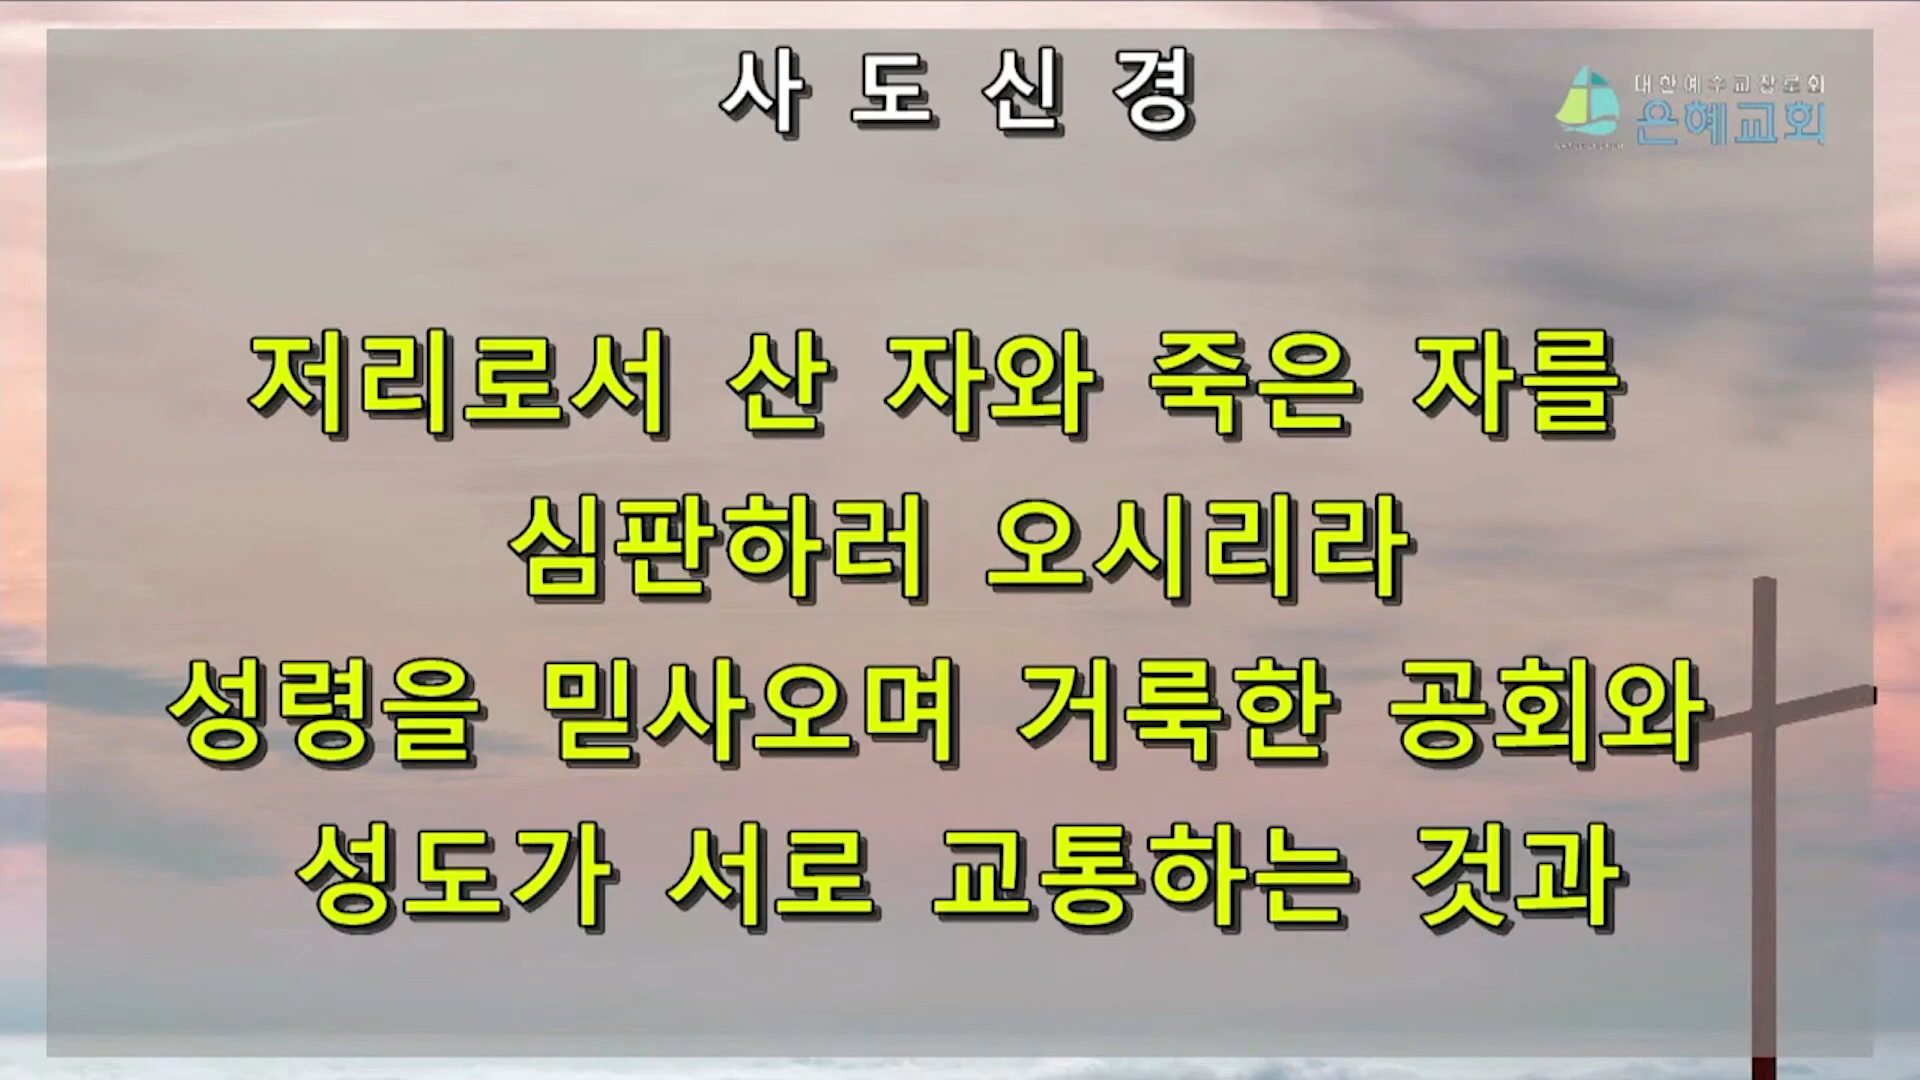 사 도 신 경
대한예수교장로회
은혜교회
저리로서 산 자와 죽은 자를
심판하러 오시리라
성령을 믿사오며 거룩한 공회와
성도가 서로 교통하는 것과